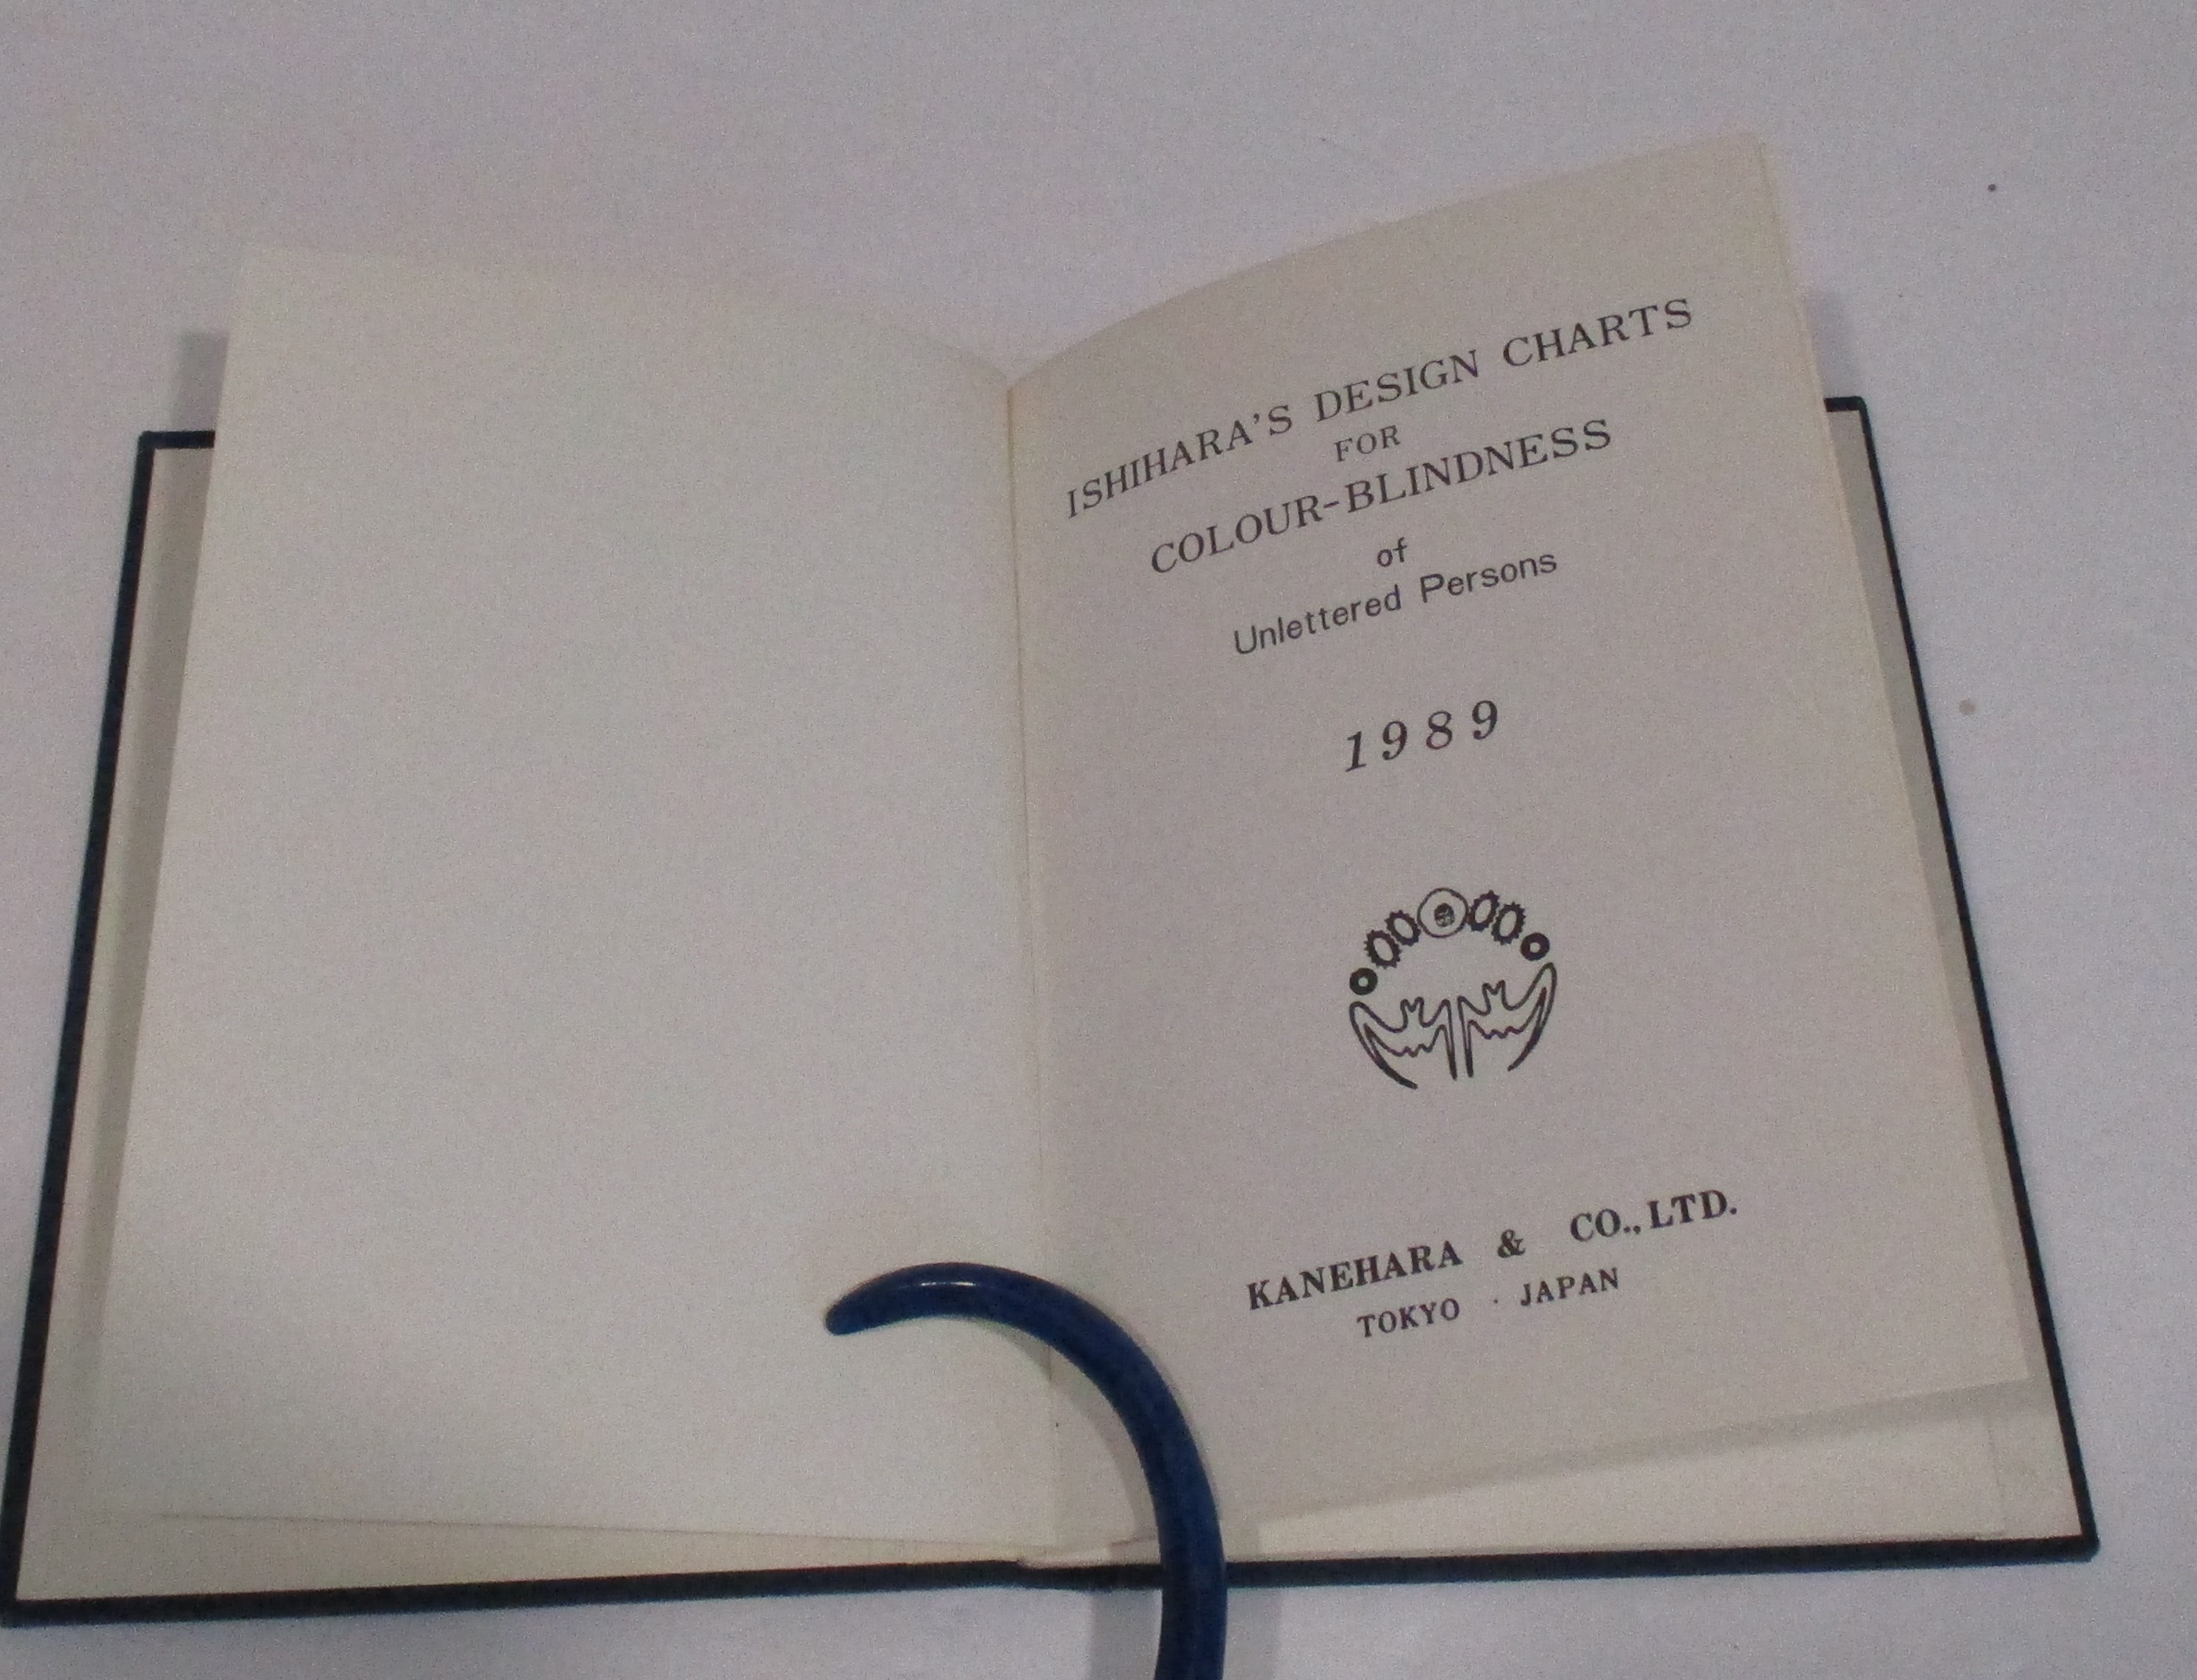 ISHIHARA'S DESIGN CHARTS
FOR
COLOUR-BLINDNESS
of
Unlettered Persons
1989
KANEHARA & CO., LTD.
TOKYO · JAPAN